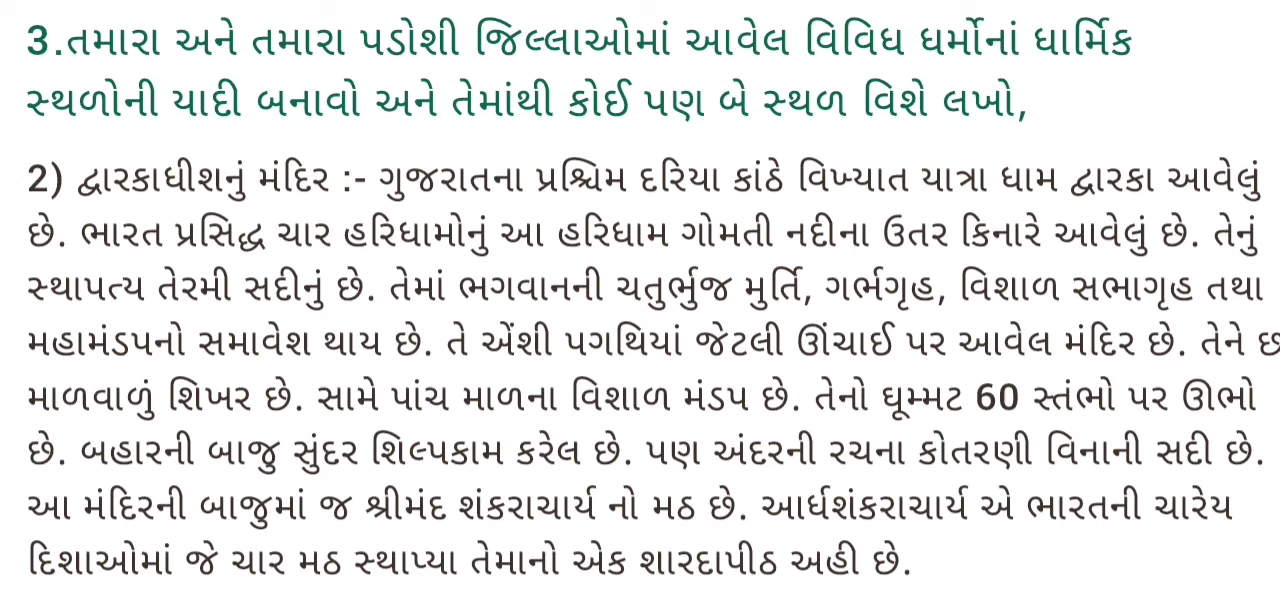 3.તમારા અને તમારા પડોશી જિલ્લાઓમાં આવેલ વિવિધ ધર્મોનાં ધાર્મિક
સ્થળોની યાદી બનાવો અને તેમાંથી કોઈ પણ બે સ્થળ વિશે લખો,
2) દ્વારકાધીશનું મંદિર :- ગુજરાતના પ્રશ્ચિમ દરિયા કાંઠે વિખ્યાત યાત્રા ધામ દ્વારકા આવેલું
છે. ભારત પ્રસિદ્ધ ચાર હરિધામોનું આ હરિધામ ગોમતી નદીના ઉતર કિનારે આવેલું છે. તેનું
સ્થાપત્ય તેરમી સદીનું છે. તેમાં ભગવાનની ચતુર્ભુજ મુર્તિ, ગર્ભગૃહ, વિશાળ સભાગૃહ તથા
મહામંડપનો સમાવેશ થાય છે. તે એંશી પગથિયાં જેટલી ઊંચાઈ પર આવેલ મંદિર છે. તેને છ
માળવાળું શિખર છે. સામે પાંચ માળના વિશાળ મંડપ છે. તેનો ઘૂમ્મટ 60 સ્તંભો પર ઊભો
છે. બહારની બાજુ સુંદર શિલ્પકામ કરેલ છે. પણ અંદરની રચના કોતરણી વિનાની સદી છે.
આ મંદિરની બાજુમાં જ શ્રીમંદ શંકરાચાર્ય નો મઠ છે. આર્ધશંકરાચાર્ય એ ભારતની ચારેય
દિશાઓમાં જે ચાર મઠ સ્થાપ્યા તેમાનો એક શારદાપીઠ અહી છે.